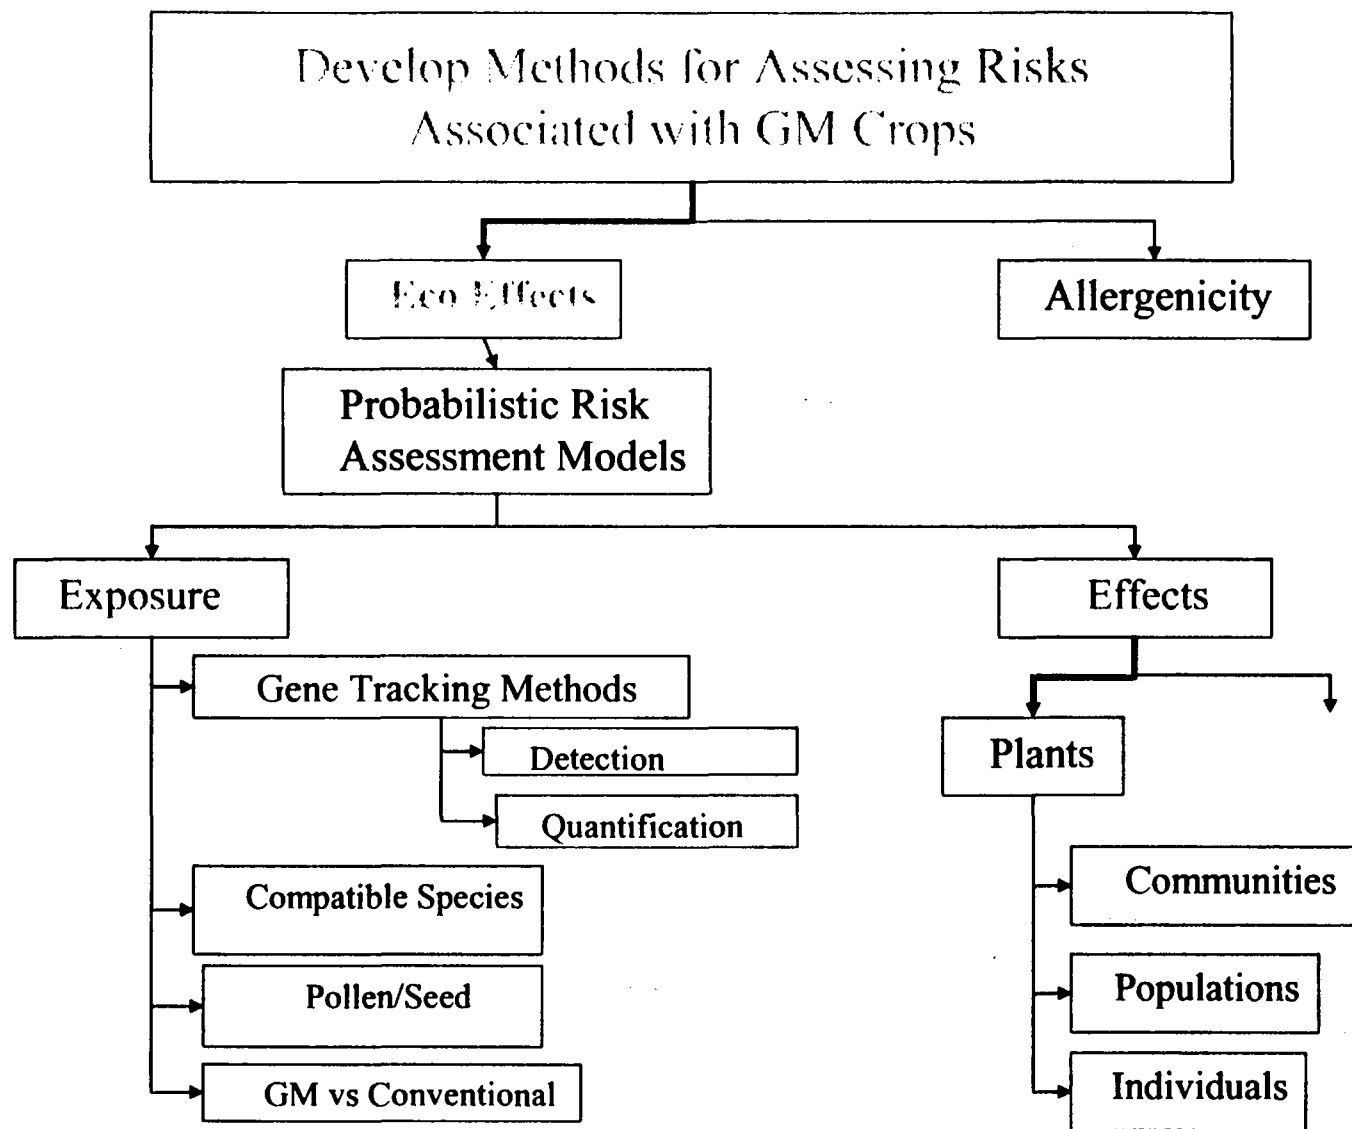 Develop Methods for Assessing Risks
Associated with GM Crops
Eco Effects
Allergenicity
Probabilistic Risk
Assessment Models
Exposure
Effects
Gene Tracking Methods
Detection
Quantification
Compatible Species
Pollen/Seed
GM vs Conventional
Plants
Communities
Populations
Individuals